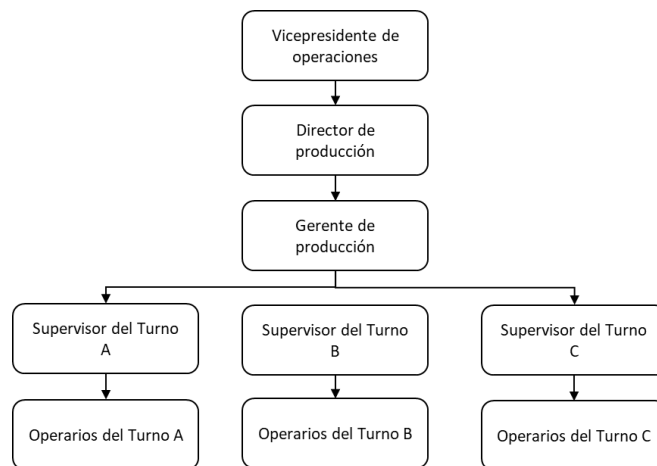 Vicepresidente de
operaciones
Director de
producción
Gerente de
producción
Supervisor del Turno
A
Supervisor del Turno
B
Supervisor del Turno
C
Operarios del Turno A
Operarios del Turno B
Operarios del Turno C